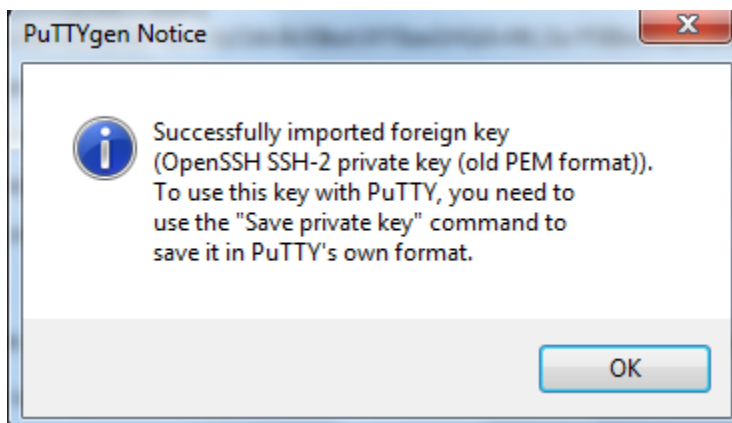 PuTTYgen Notice
Successfully imported foreign key
(OpenSSH SSH-2 private key (old PEM format)).
To use this key with PuTTY, you need to
use the "Save private key" command to
save it in PuTTY's own format.
OK